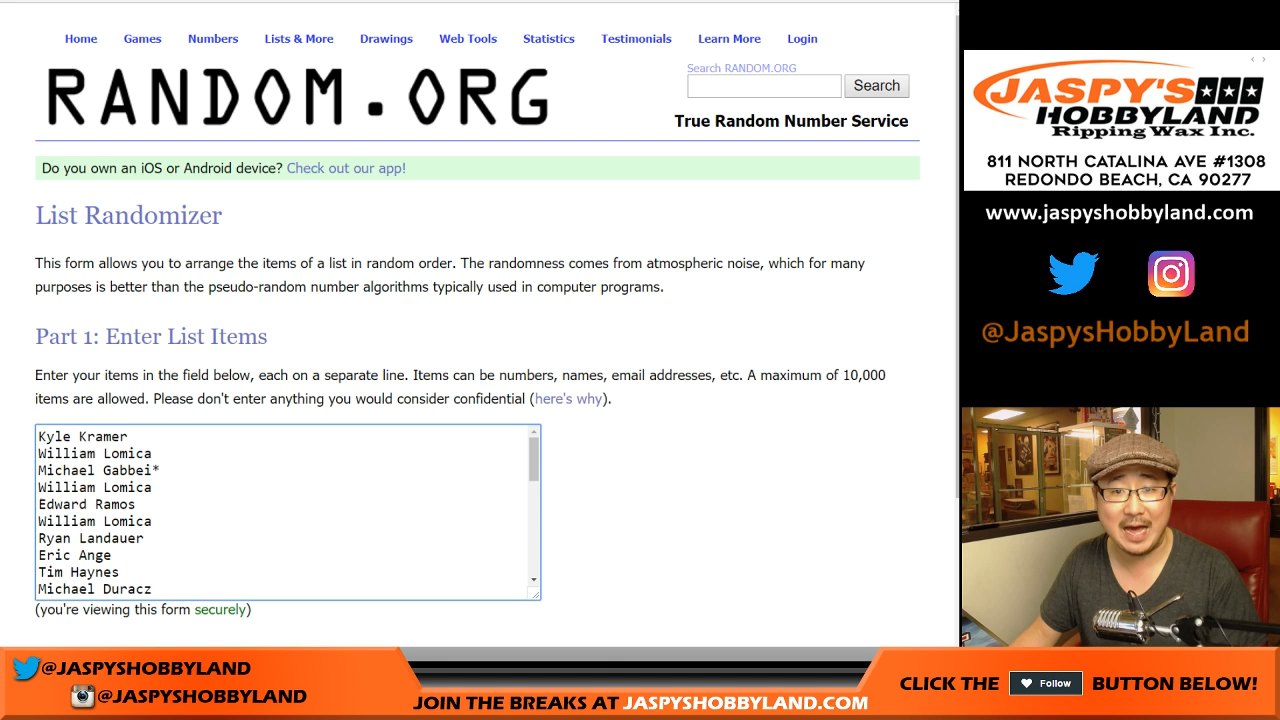 Home Games Numbers Lists & More Drawings Web Tools Statistics Testimonials Learn More Login
RANDOM.ORG
Search RANDOM.ORG
Search
True Random Number Service
Do you own an iOS or Android device? Check out our app!
List Randomizer
This form allows you to arrange the items of a list in random order. The randomness comes from atmospheric noise, which for many
purposes is better than the pseudo-random number algorithms typically used in computer programs.
Part 1: Enter List Items
Enter your items in the field below, each on a separate line. Items can be numbers, names, email addresses, etc. A maximum of 10,000
items are allowed. Please don't enter anything you would consider confidential (here's why).
Kyle Kramer
William Lomica
Michael Gabbei*
William Lomica
Edward Ramos
William Lomica
Ryan Landauer
Eric Ange
Tim Haynes
Michael Duracz
(you're viewing this form securely)
JASPY'S
HOBBYLAND
Ripping Wax Inc.
811 NORTH CATALINA AVE #1308
REDONDO BEACH, CA 90277
www.jaspyshobbyland.com
@JaspysHobbyLand
@JASPYSHOBBYLAND
@JASPYSHOBBYLAND
JOIN THE BREAKS AT JASPYSHOBBYLAND.COM
CLICK THE Follow BUTTON BELOW!